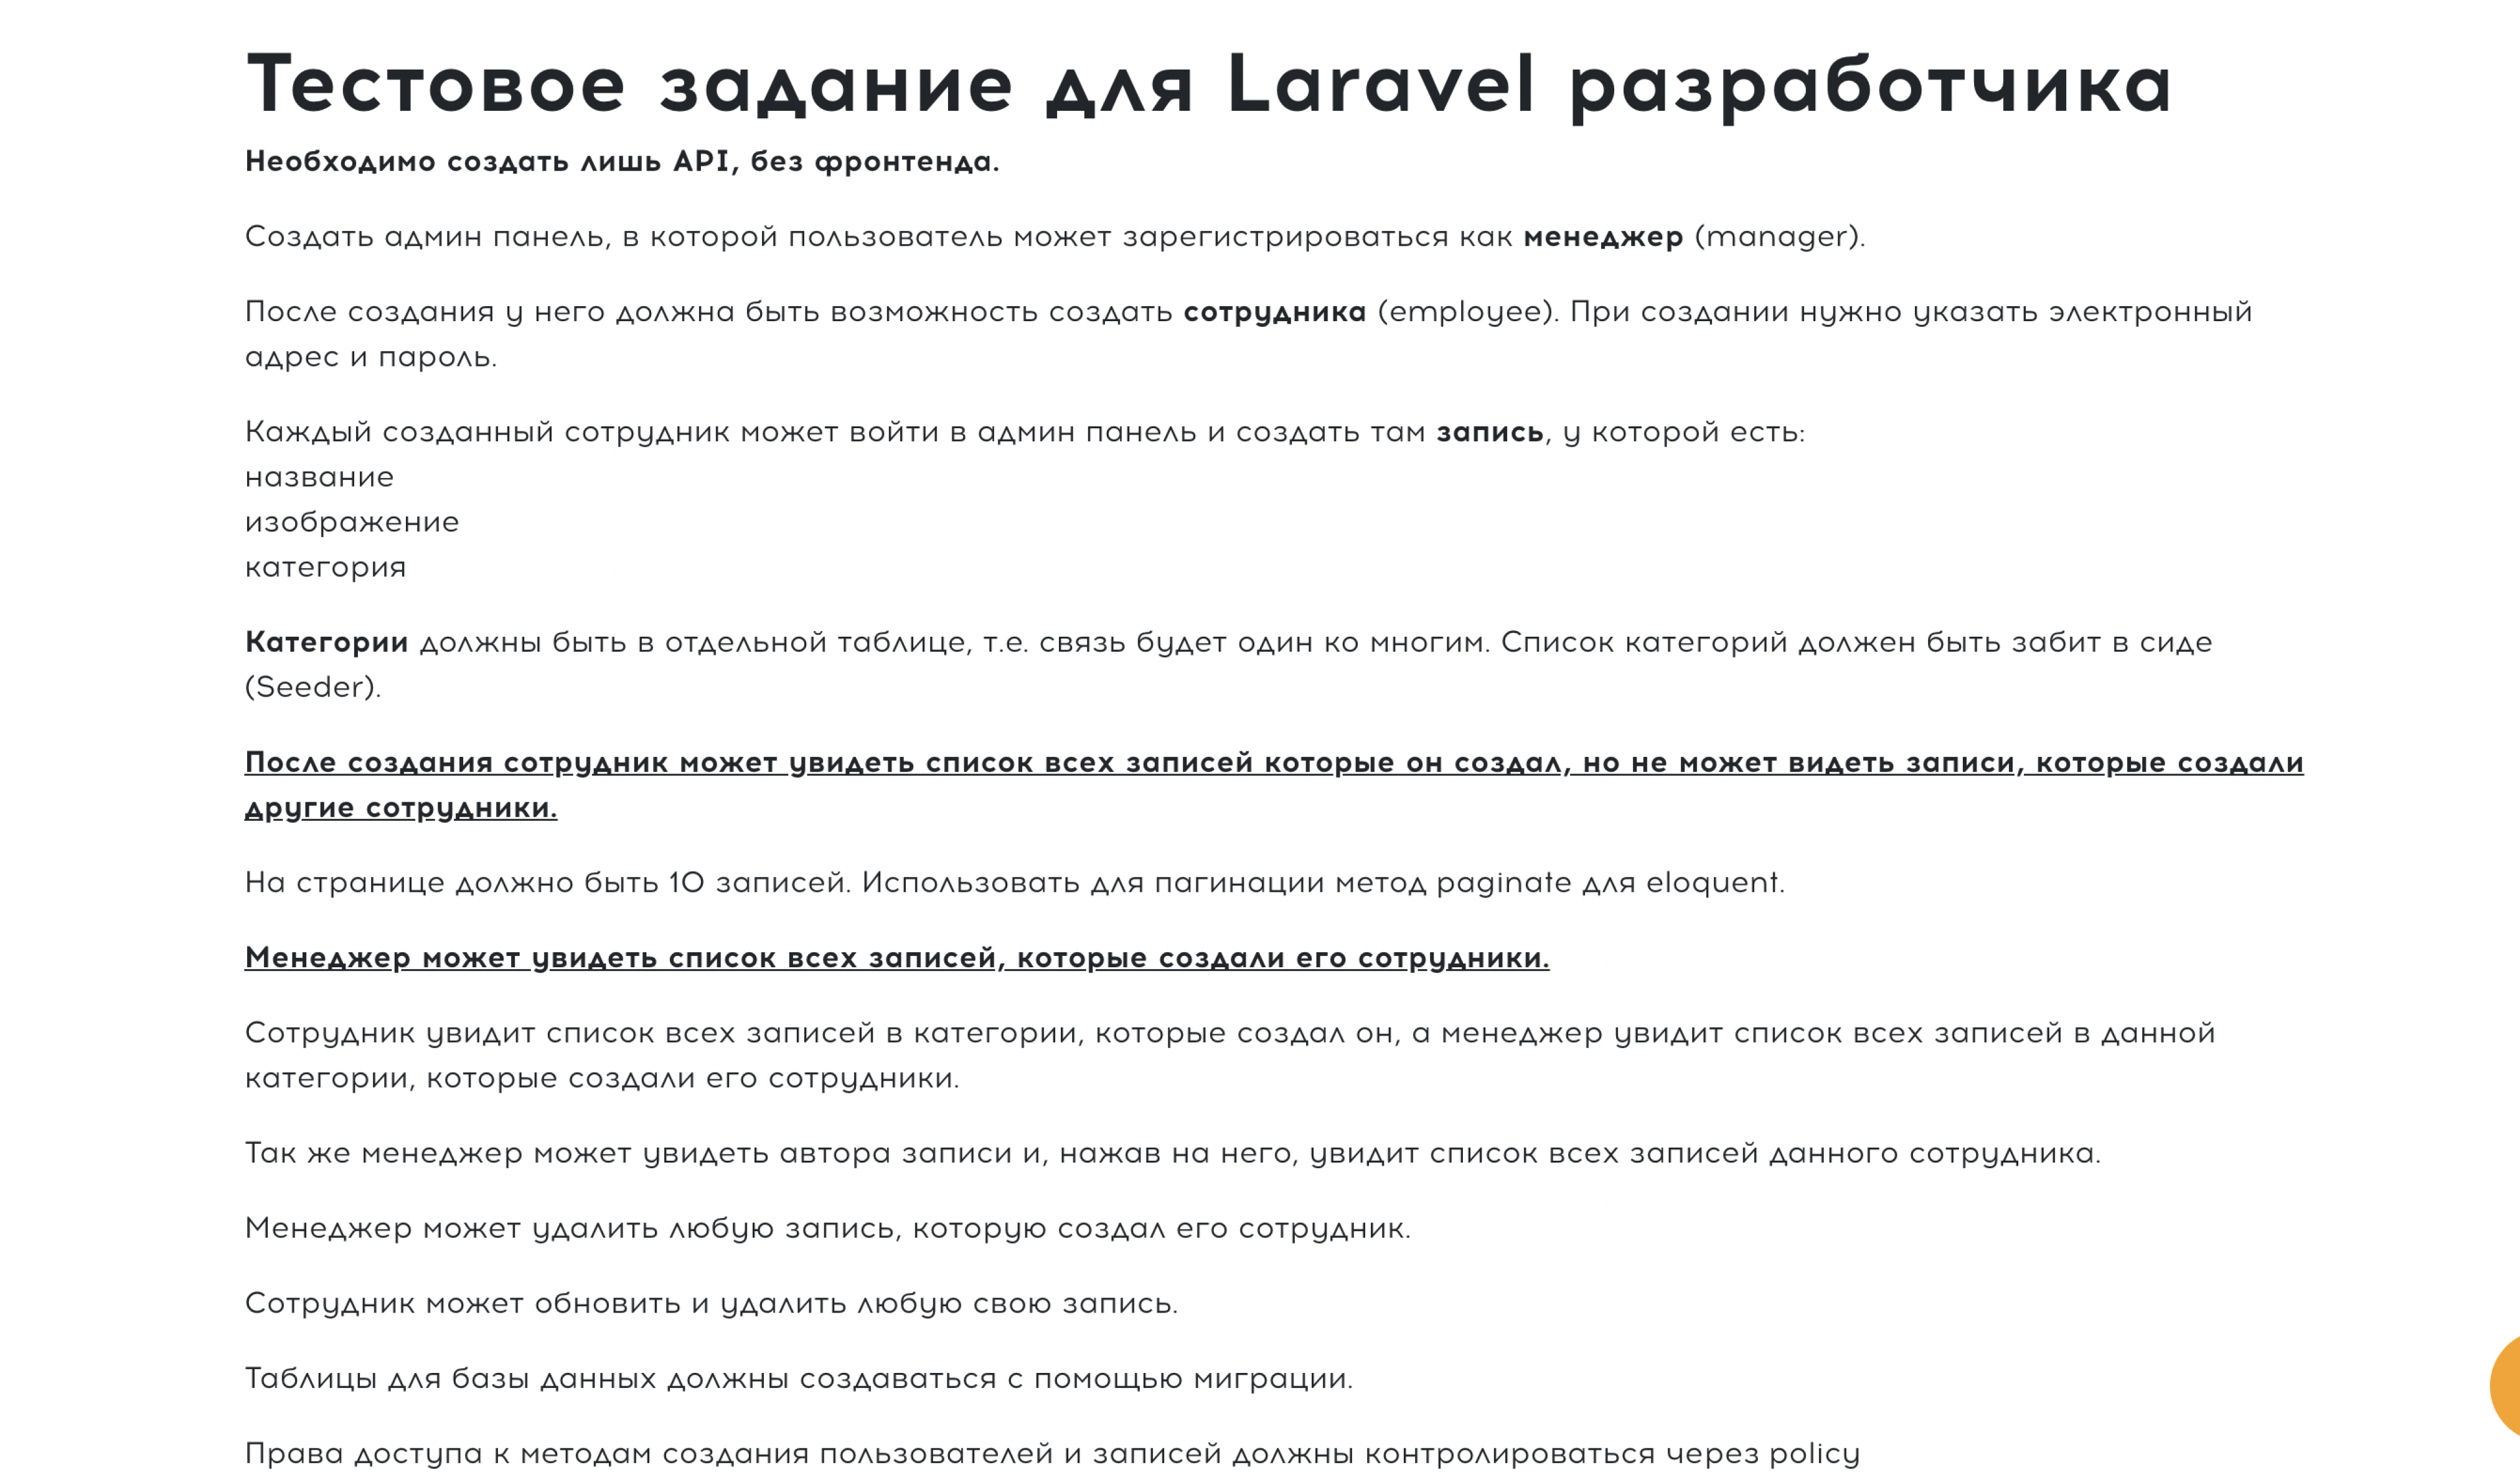 Тестовое задание для Laravel разработчика
Необходимо создать лишь API, без фронтенда.
Создать админ панель, в которой пользователь может зарегистрироваться как менеджер (manager).
После создания у него должна быть возможность создать сотрудника (employee). При создании нужно указать электронный
адрес и пароль.
Каждый созданный сотрудник может войти в админ панель и создать там запись, у которой есть:
название
изображение
категория
Категории должны быть в отдельной таблице, т.е. связь будет один ко многим. Список категорий должен быть забит в сиде
(Seeder).
После создания сотрудник может увидеть список всех записей которые он создал, но не может видеть записи, которые создали
другие сотрудники.
На странице должно быть 10 записей. Использовать для пагинации метод paginate для eloquent.
Менеджер может увидеть список всех записей, которые создали его сотрудники.
Сотрудник увидит список всех записей в категории, которые создал он, а менеджер увидит список всех записей в данной
категории, которые создали его сотрудники.
Так же менеджер может увидеть автора записи и, нажав на него, увидит список всех записей данного сотрудника.
Менеджер может удалить любую запись, которую создал его сотрудник.
Сотрудник может обновить и удалить любую свою запись.
Таблицы для базы данных должны создаваться с помощью миграции.
Права доступа к методам создания пользователей и записей должны контролироваться через policy